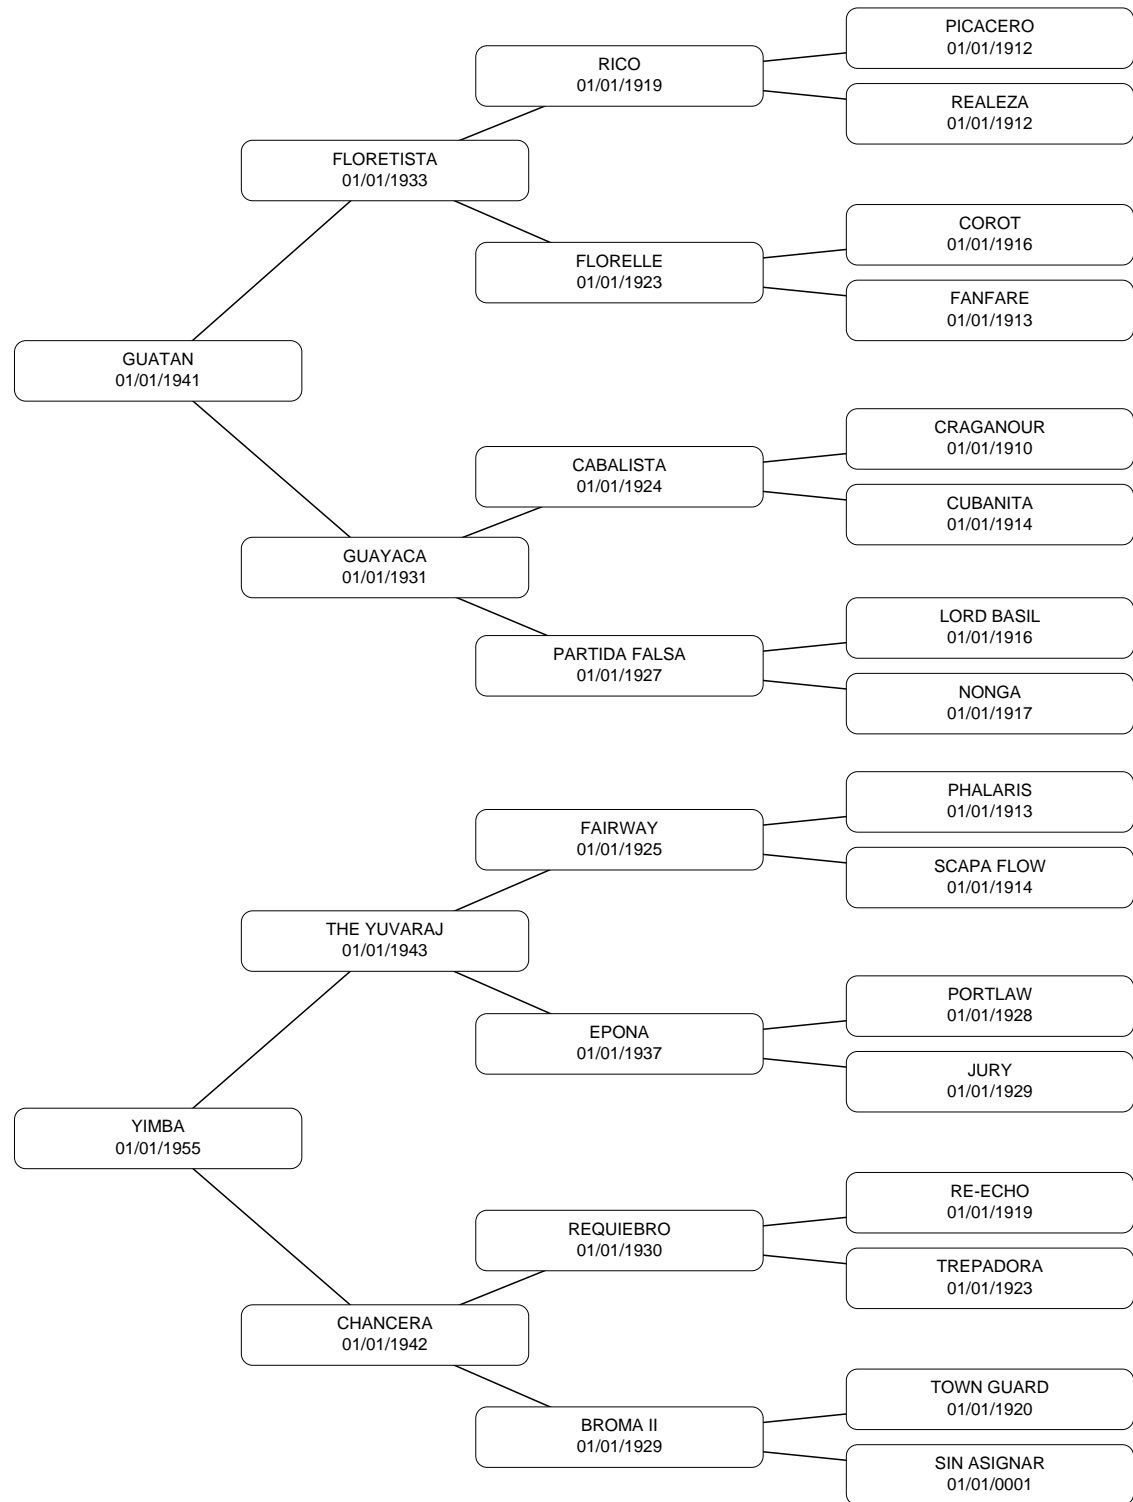 PICACERO
01/01/1912
RICO
01/01/1919
REALEZA
01/01/1912
FLORETISTA
01/01/1933
COROT
01/01/1916
FLORELLE
01/01/1923
FANFARE
01/01/1913
GUATAN
01/01/1941
CRAGANOUR
01/01/1910
CABALISTA
01/01/1924
CUBANITA
01/01/1914
GUAYACA
01/01/1931
LORD BASIL
01/01/1916
PARTIDA FALSA
01/01/1927
NONGA
01/01/1917
PHALARIS
01/01/1913
FAIRWAY
01/01/1925
SCAPA FLOW
01/01/1914
THE YUVARAJ
01/01/1943
PORTLAW
01/01/1928
EPONA
01/01/1937
JURY
01/01/1929
YIMBA
01/01/1955
RE-ECHO
01/01/1919
REQUIEBRO
01/01/1930
TREPADORA
01/01/1923
CHANCERA
01/01/1942
TOWN GUARD
01/01/1920
BROMA II
01/01/1929
SIN ASIGNAR
01/01/0001